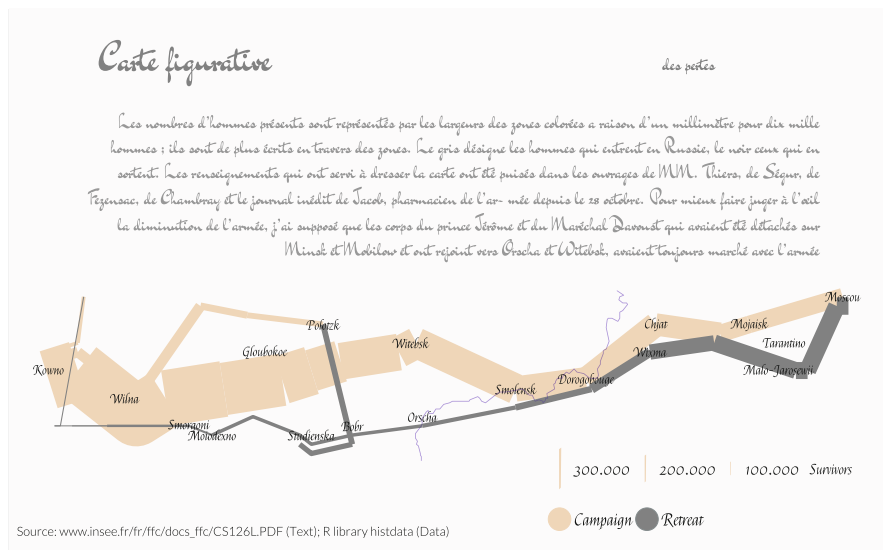 Carte figurative
des pertes
Les nombres d'hommes présents sont représentés par les largeurs des zones colorées a raison d'un millimètre pour dix mille
hommes ; ils sont de plus écrits en travers des zones. Le gris désigne les hommes qui entrent en Russie, le noir ceux qui en
sortent. Les renseignements qui ont servi à dresser la carte ont été puisés dans les ouvrages de MM. Thiers, de Ségur, de
Fezensac, de Chambray et le journal inédit de Jacob, pharmacien de l'ar- mée depuis le 28 octobre. Pour mieux faire juger à l'œil
la diminution de l'armée, j'ai supposé que les corps du prince Jérôme et du Maréchal Davoust qui avaient été détachés sur
Minsk et Mobilow et ont rejoint vers Orscha et Witebsk, avaient toujours marché avec l'armée
Moscou
Polotzk
Chjat
Mojaisk
Witebsk
Tarantino
Gloubokoe
Wixma
Kowno
Malo-Jarosewii
Dorogobouge
Smolensk
Wilna
Orscha
Smorgoni
Bobr
Molodexno
Studienska
300.000
200.000
100.000
Survivors
Campaign
Retreat
Source: www.insee.fr/fr/ffc/docs_ffc/CS126L.PDF (Text); R library histdata (Data)